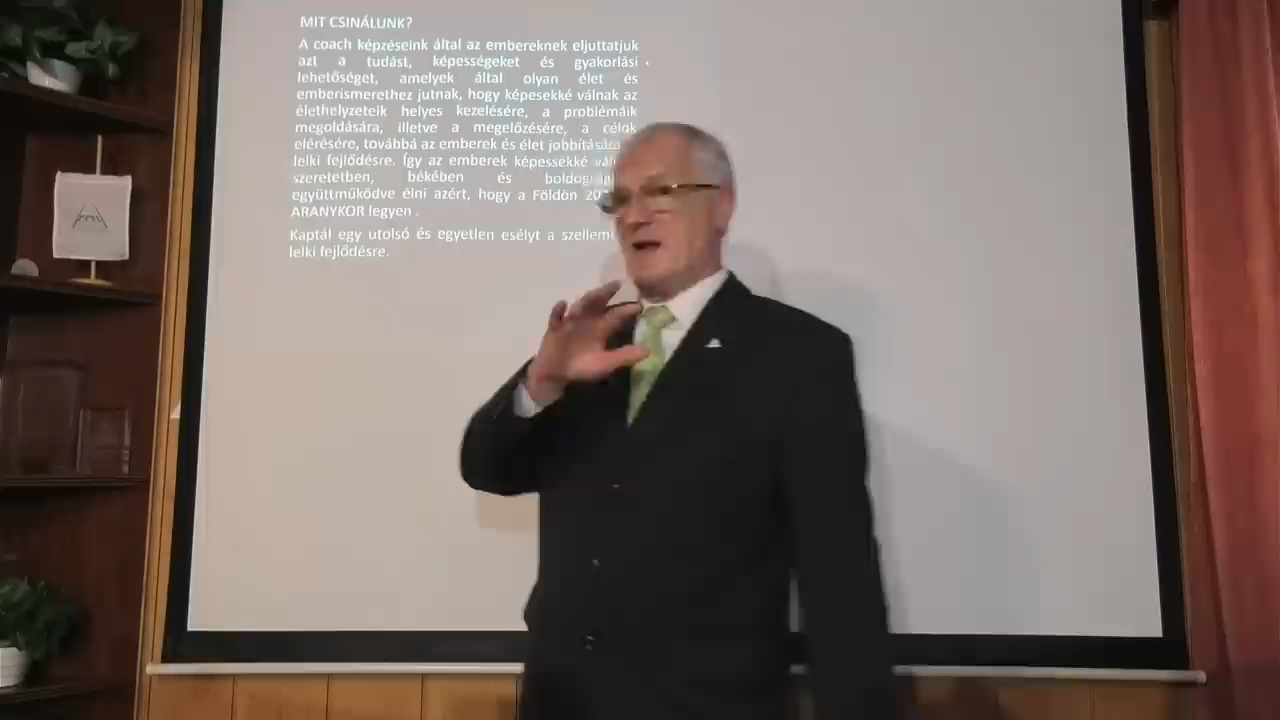 MIT CSINÁLUNK?
A coach képzéseink által az embereknek eljuttatjuk
azt a tudást, képességeket és gyakorlási
lehetőséget, amelyek által olyan élet és
emberismerethez jutnak, hogy képesekké válnak az
élethelyzeteik helyes kezelésére, a problémáik
megoldására, illetve a megelőzésére, a célok
elérésére, továbbá az emberek és élet jobbítására
lelki fejlődésre. Így az emberek képessekké
szeretetben, békében és
együttműködve élni azért, hogy a Földön
ARANYKOR legyen .
Kaptál egy utolsó és egyetlen esélyt a
lelki fejlődésre.